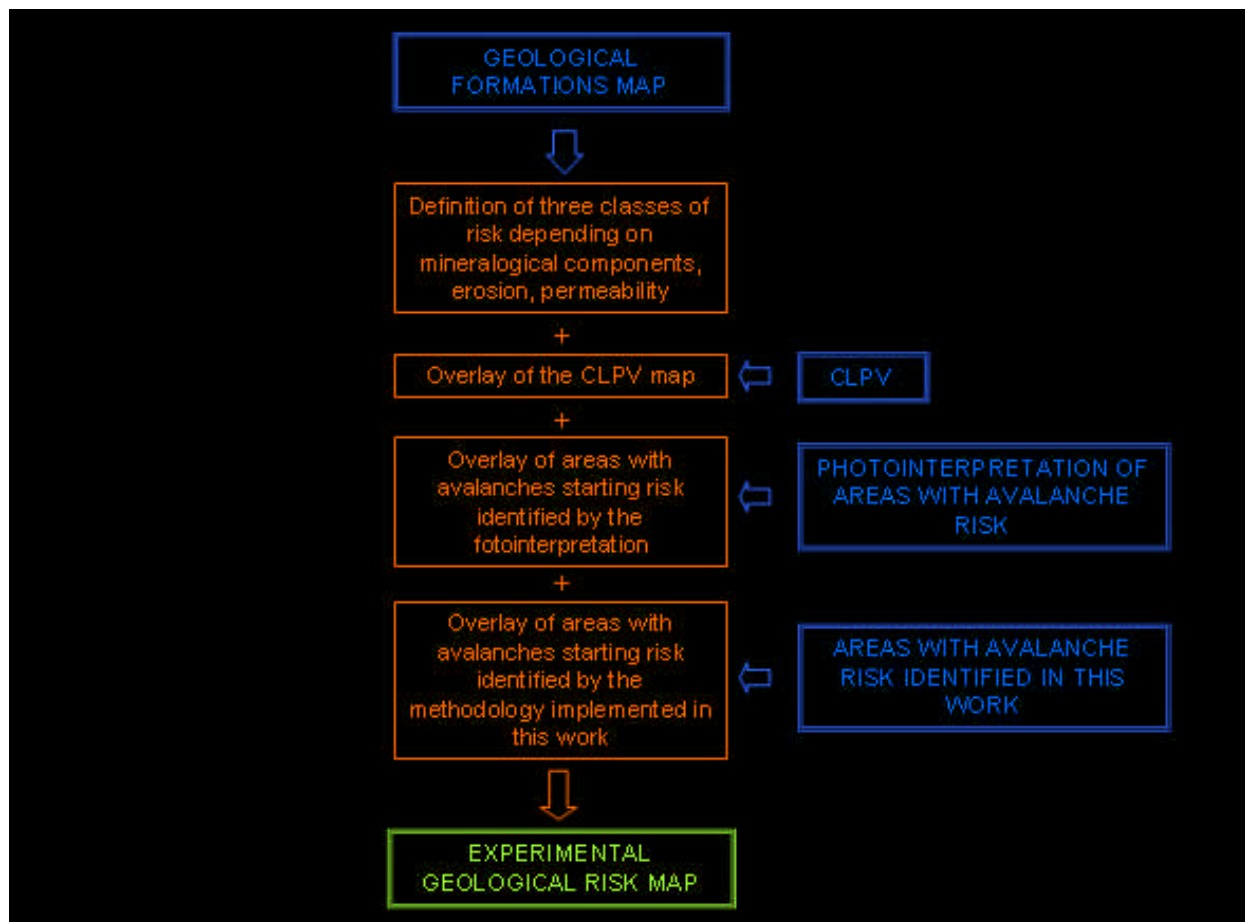 GEOLOGICAL
FORMATIONS MAP
Definition of three classes of
risk depending on
mineralogical components,
erosion, permeability
+
Overlay of the CLPV map
CLPV
+
Overlay of areas with
avalanches starting risk
identified by the
fotointerpretation
PHOTOINTERPRETATION OF
AREAS WITH AVALANCHE
RISK
+
Overlay of areas with
avalanches starting risk
identified by the
methodology implemented in
this work
AREAS WITH AVALANCHE
RISK IDENTIFIED IN THIS
WORK
EXPERIMENTAL
GEOLOGICAL RISK MAP